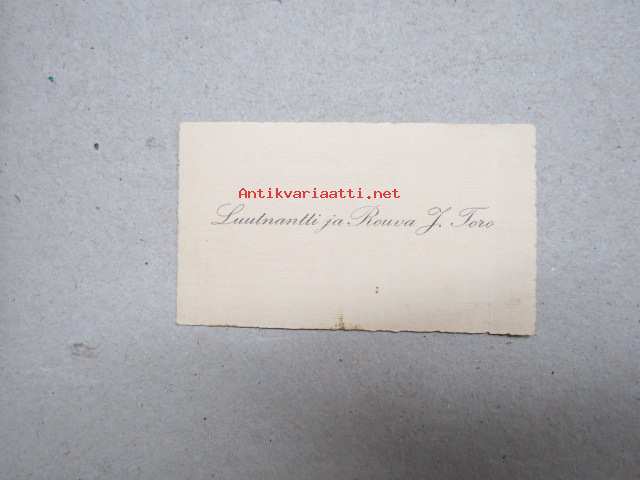 Antikvariaatti.net
Luutnantti ja Rouva J. Toro